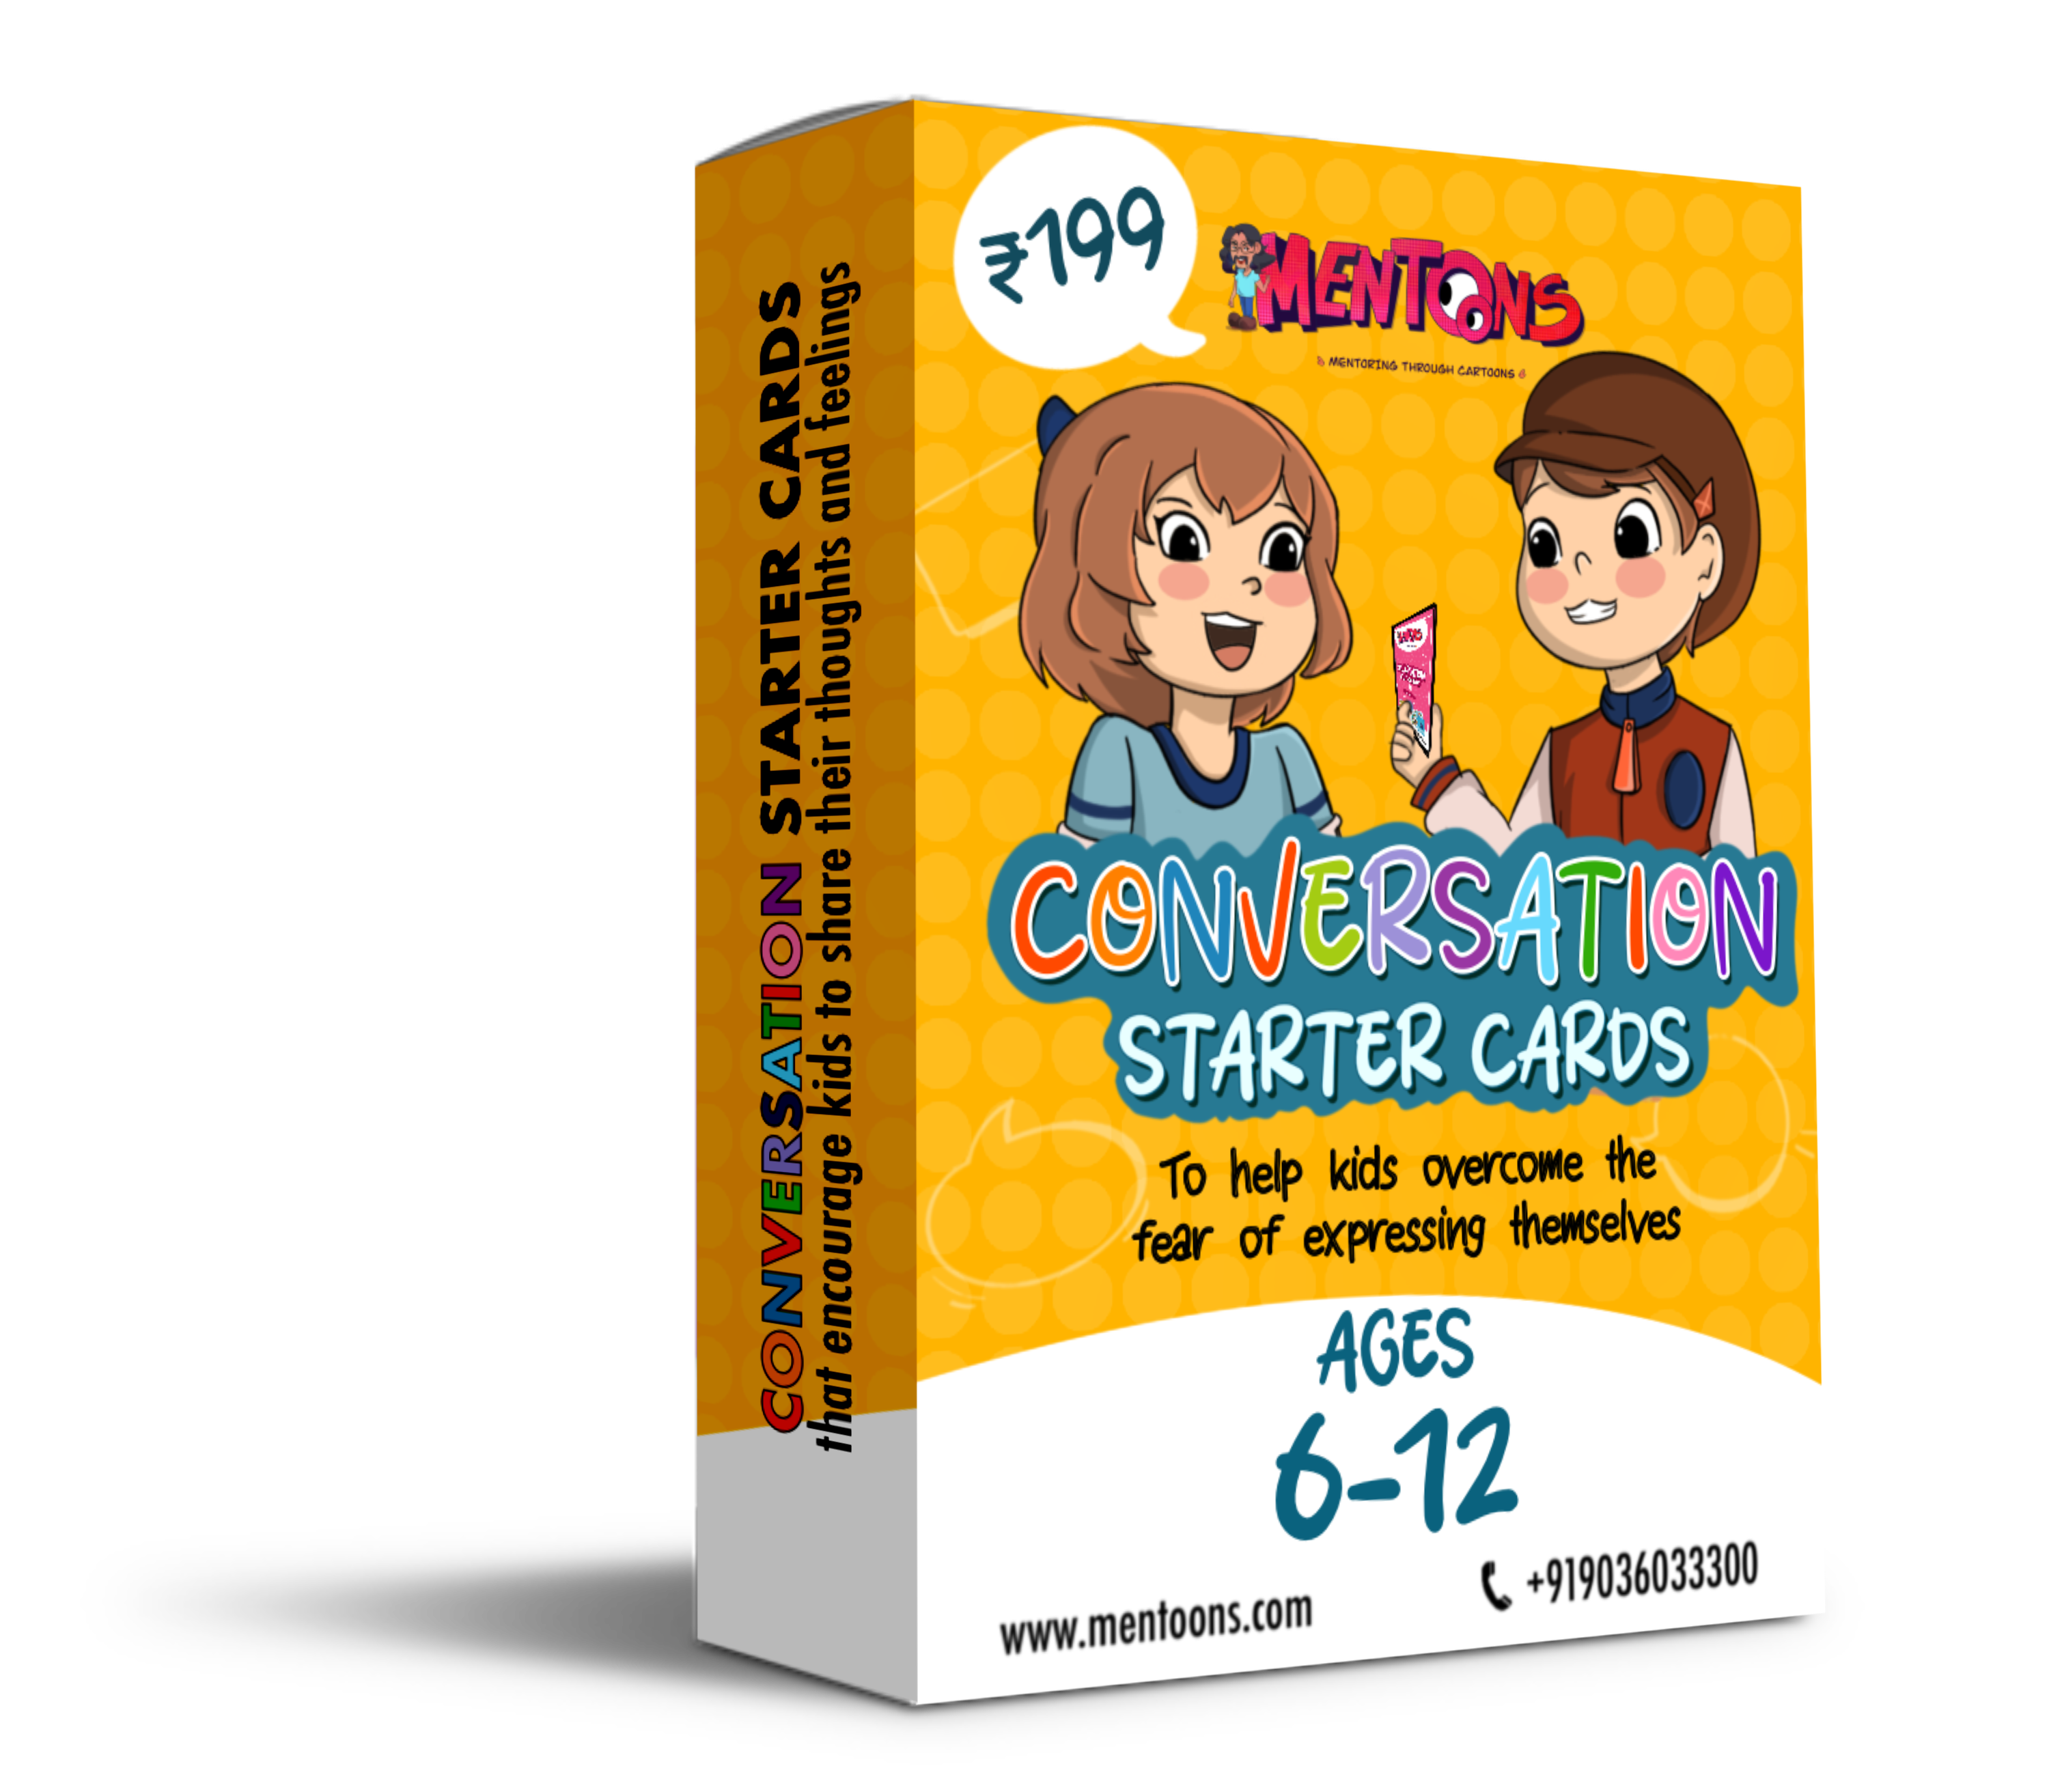 CONVERSATION STARTER CARDS
that encourage kids to share their thoughts and feelings
₹199
MENTOONS
MENTORING THROUGH CARTOONS
CONVERSATION
STARTER CARDS
To help kids overcome the
fear of expressing themselves
AGES
6-12
www.mentoons.com
+919036033300